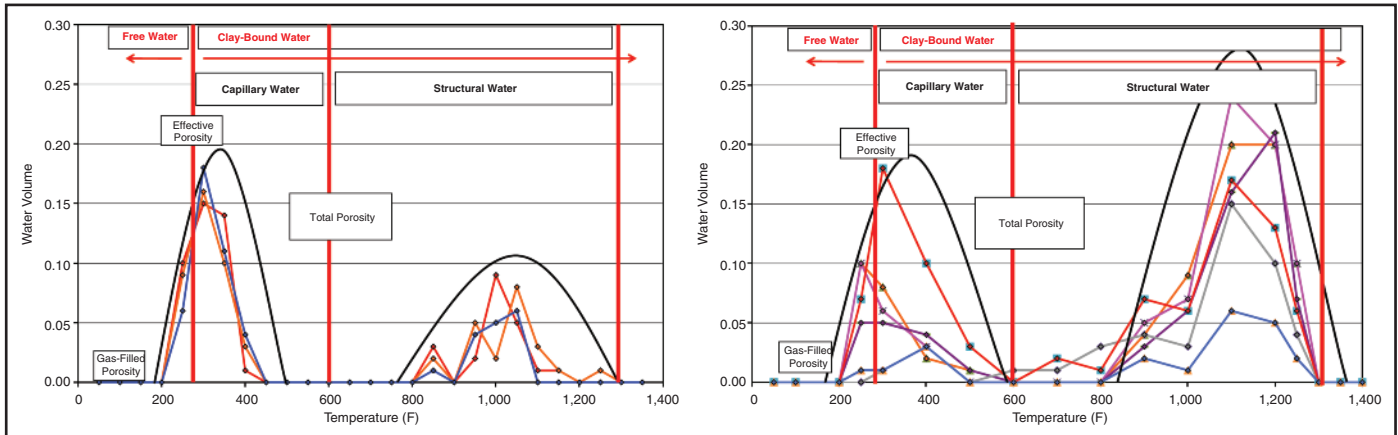 0.30
0.25
0.20
0.15
0.10
0.05
0.00
Water Volume
Free Water
Clay-Bound Water
Capillary Water
Structural Water
Effective
Porosity
Total Porosity
Gas-Filled
Porosity
0 200 400 600 800 1,000 1,200 1,400
Temperature (F)
0.30
0.25
0.20
0.15
0.10
0.05
0.00
Water Volume
Free Water
Clay-Bound Water
Capillary Water
Structural Water
Effective
Porosity
Total Porosity
Gas-Filled
Porosity
0 200 400 600 800 1,000 1,200 1,400
Temperature (F)